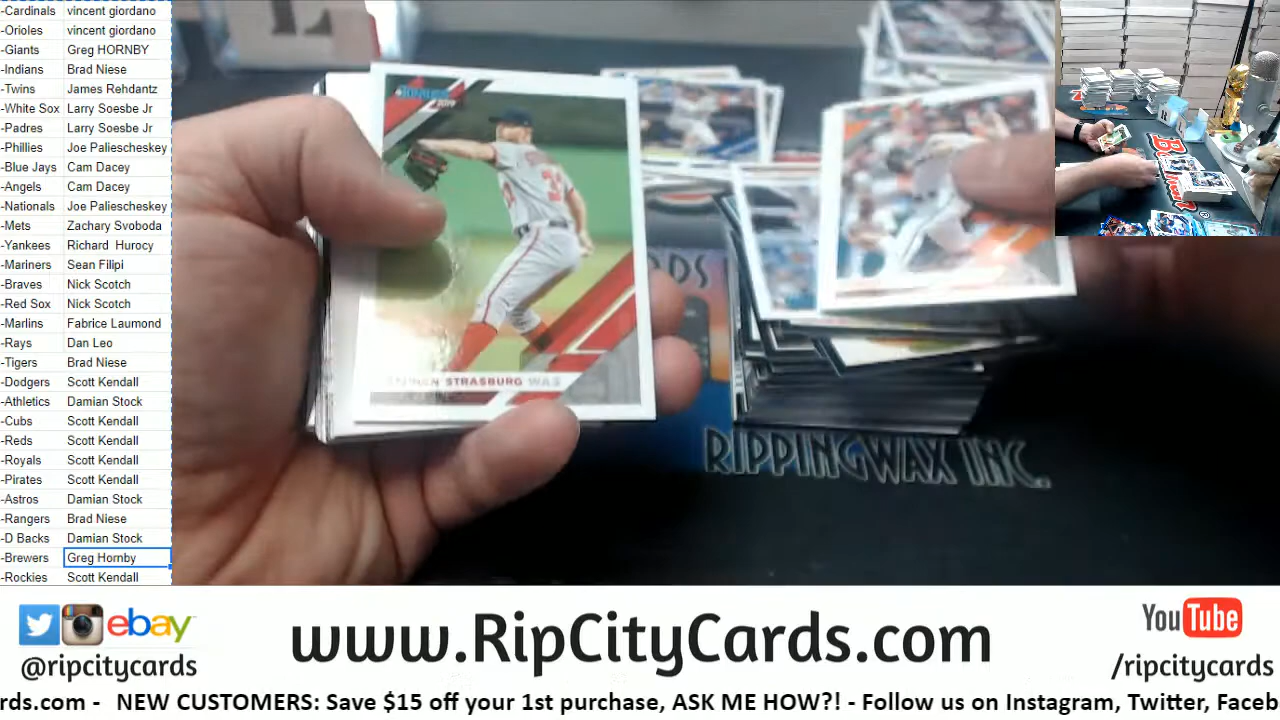 -Cardinals vincent giordano
-Orioles vincent giordano
-Giants Greg HORNBY
-Indians Brad Niese
-Twins James Rehdantz
-White Sox Larry Soesbe Jr
-Padres Larry Soesbe Jr
-Phillies Joe Paliescheskey
-Blue Jays Cam Dacey
-Angels Cam Dacey
-Nationals Joe Paliescheskey
-Mets Zachary Svoboda
-Yankees Richard Hurocy
-Mariners Sean Filipi
-Braves Nick Scotch
-Red Sox Nick Scotch
-Marlins Fabrice Laumond
-Rays Dan Leo
-Tigers Brad Niese
-Dodgers Scott Kendall
-Athletics Damian Stock
-Cubs Scott Kendall
-Reds Scott Kendall
-Royals Scott Kendall
-Pirates Scott Kendall
-Astros Damian Stock
-Rangers Brad Niese
-D Backs Damian Stock
-Brewers Greg Hornby
-Rockies Scott Kendall
STRASBURG WAS
RIPPINGWAX INC.
ebay
@ripcitycards
www.RipCityCards.com
YouTube
/ripcitycards
rds.com - NEW CUSTOMERS: Save $15 off your 1st purchase, ASK ME HOW?! - Follow us on Instagram, Twitter, Faceb